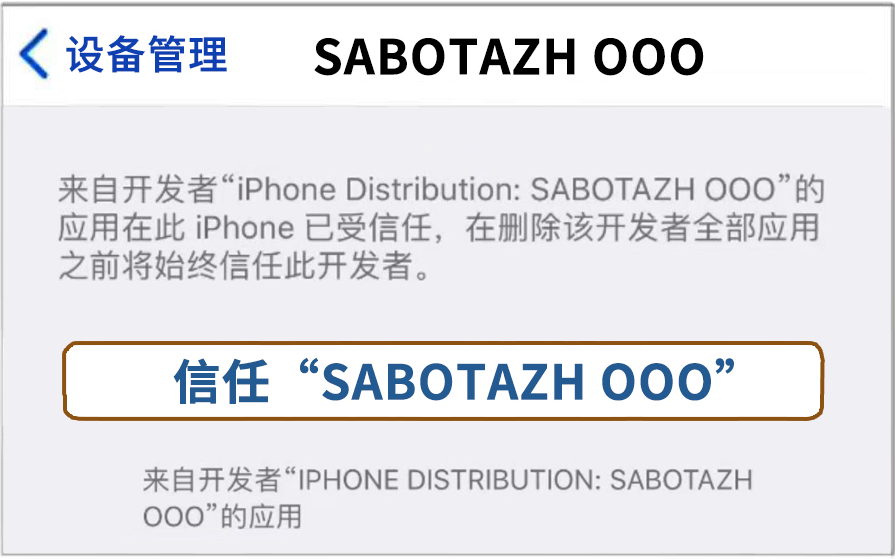 设备管理 SABOTAZH OOO
来自开发者“iPhone Distribution: SABOTAZH OOO”的
应用在此 iPhone 已受信任，在删除该开发者全部应用
之前将始终信任此开发者。
信任“SABOTAZH OOO”
来自开发者“IPHONE DISTRIBUTION: SABOTAZH
OOO”的应用